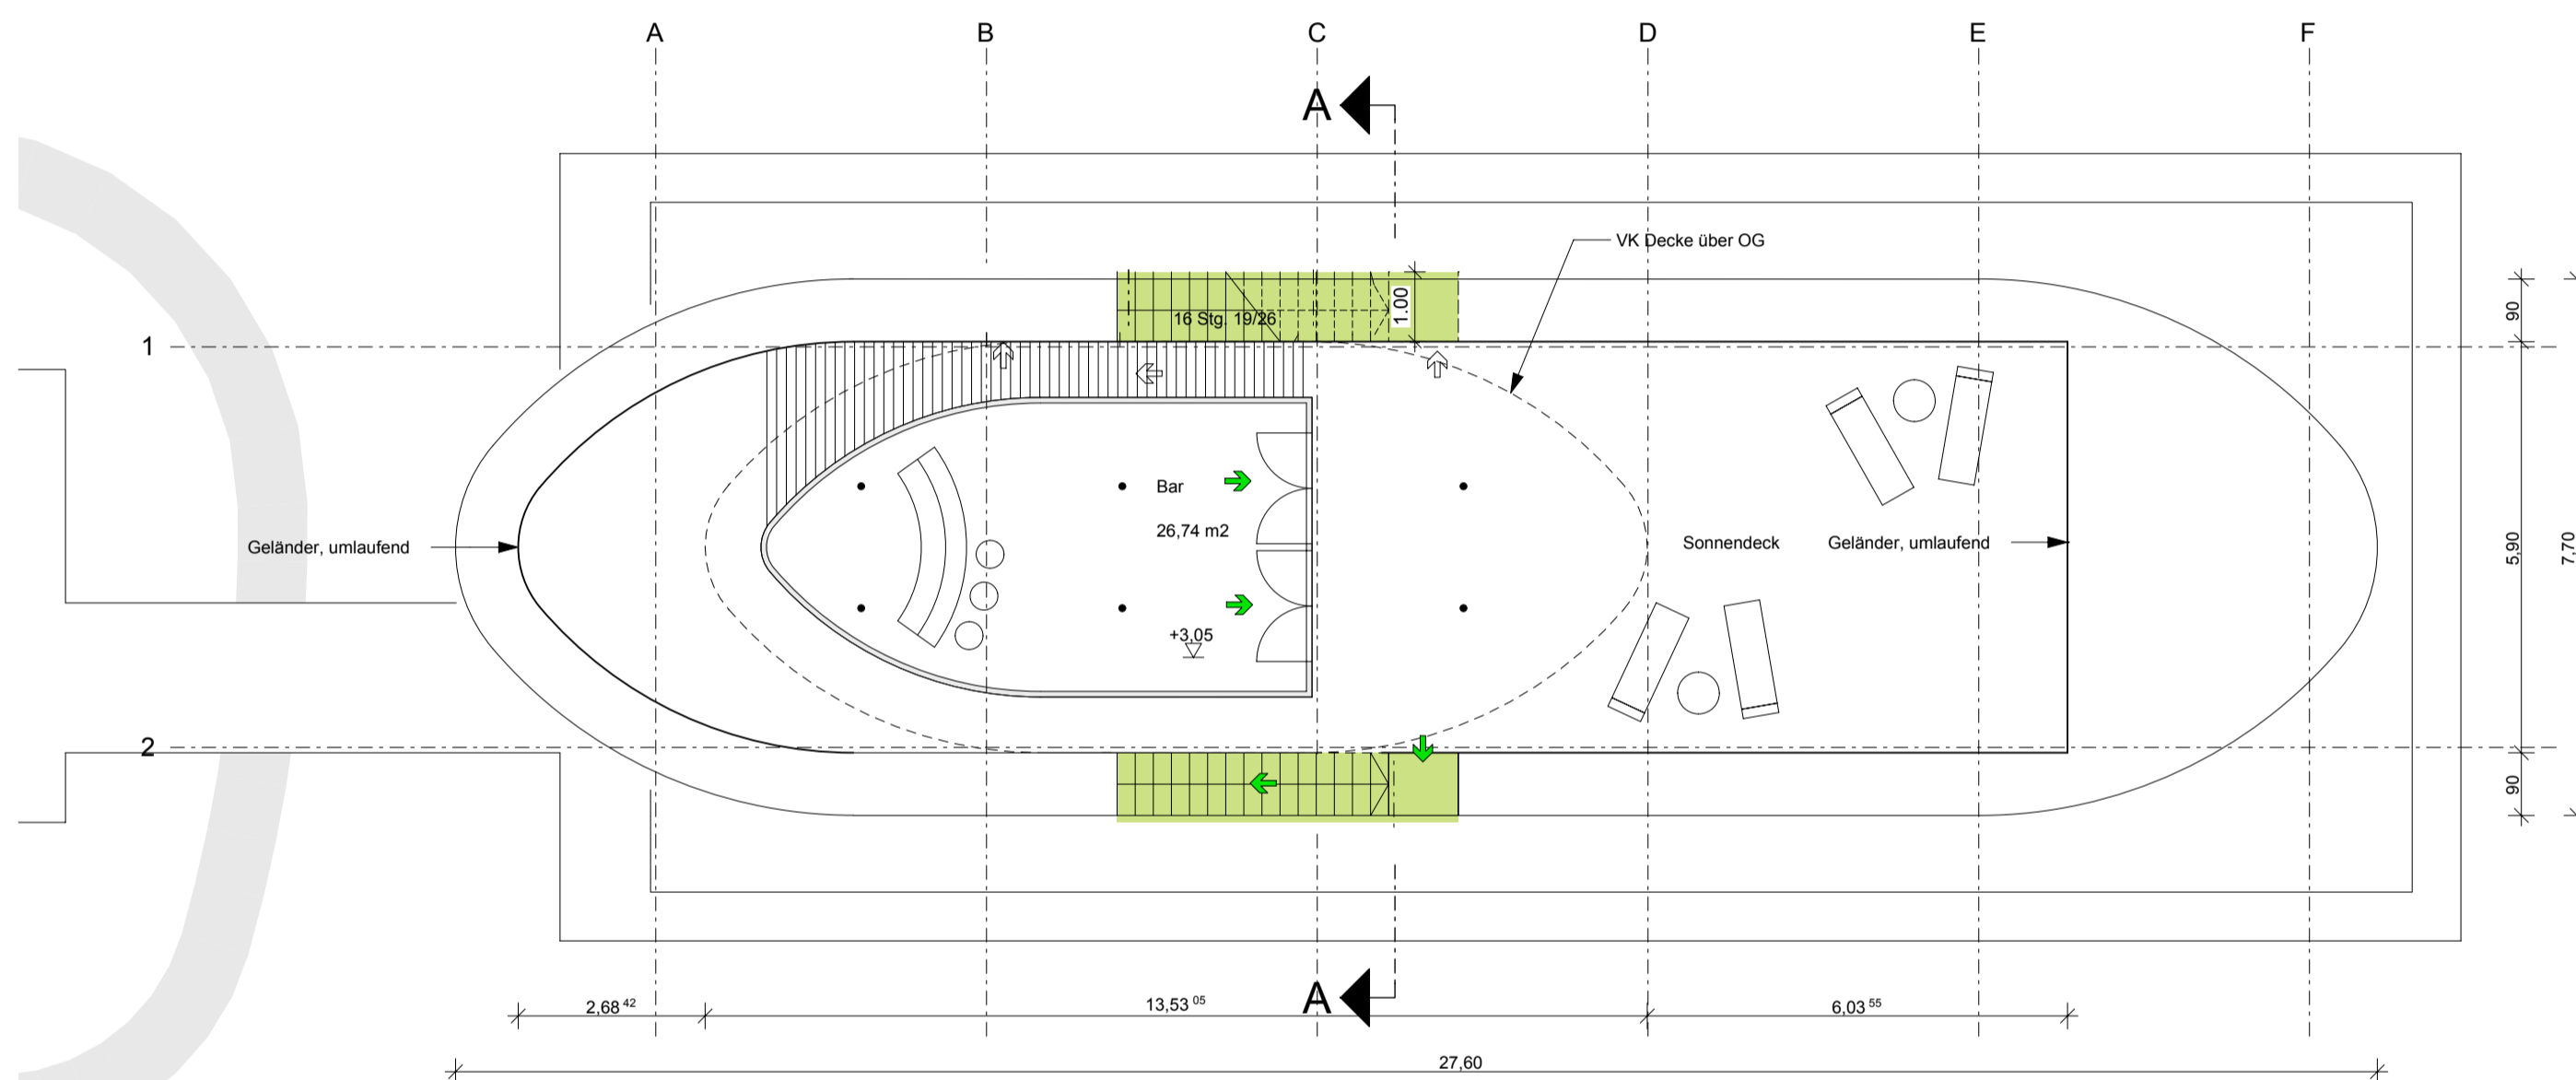 A B C D E F
A
VK Decke über OG
1.00
90
16 Stg. 19/26
1
Bar
26,74 m2
Geländer, umlaufend
Sonnendeck
Geländer, umlaufend
5,90
7,70
+3,05
2
90
2,68 42
13,53 05
A
6,03 55
27,60